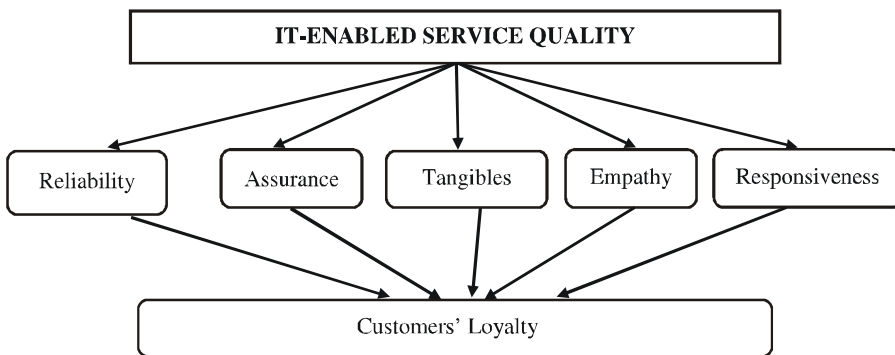 IT-ENABLED SERVICE QUALITY
Reliability
Assurance
Tangibles
Empathy
Responsiveness
Customers' Loyalty